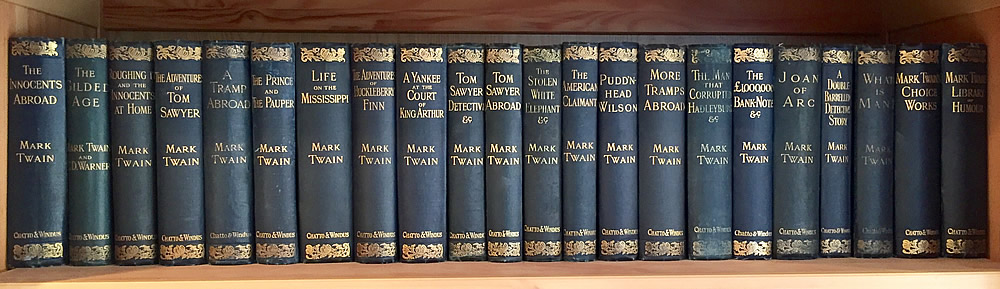 THE
INNOCENTS
ABROAD
MARK
TWAIN
CHATTO & WINDUS
THE
GILDED
AGE
MARK TWAIN
AND
C.D. WARNER
CHATTO & WINDUS
ROUGHING IT
AND THE
INNOCENTS
AT HOME
MARK
TWAIN
CHATTO & WINDUS
THE ADVENTURES
OF TOM
SAWYER
MARK
TWAIN
CHATTO & WINDUS
A
TRAMP
ABROAD
MARK
TWAIN
CHATTO & WINDUS
THE PRINCE
AND
THE PAUPER
MARK
TWAIN
CHATTO & WINDUS
LIFE
ON THE
MISSISSIPPI
MARK
TWAIN
CHATTO & WINDUS
THE ADVENTURES
HUCKLEBERRY
FINN
MARK
TWAIN
CHATTO & WINDUS
A YANKEE
AT THE
COURT
OF
KING ARTHUR
MARK
TWAIN
CHATTO & WINDUS
TOM
SAWYER
DETECTIVE
&c
MARK
TWAIN
CHATTO & WINDUS
TOM
SAWYER
ABROAD
MARK
TWAIN
CHATTO & WINDUS
THE
STOLEN
WHITE
ELEPHANT
&c
MARK
TWAIN
CHATTO & WINDUS
THE
AMERICAN
CLAIMANT
MARK
TWAIN
CHATTO & WINDUS
PUDD'N-
HEAD
WILSON
MARK
TWAIN
CHATTO & WINDUS
MORE
TRAMPS
ABROAD
MARK
TWAIN
CHATTO & WINDUS
THE MAN
THAT
CORRUPTED
HADLEYBURG
&c
MARK
TWAIN
CHATTO & WINDUS
THE
£1,000,000
BANK-NOTE
&c
MARK
TWAIN
CHATTO & WINDUS
JOAN
OF
ARC
MARK
TWAIN
CHATTO & WINDUS
A
DOUBLE-
BARRELLED
DETECTIVE
STORY
MARK
TWAIN
CHATTO & WINDUS
WHAT
IS
MAN?
MARK
TWAIN
CHATTO & WINDUS
MARK TWAIN'S
CHOICE
WORKS
CHATTO & WINDUS
MARK TWAIN'S
LIBRARY
OF
HUMOUR
CHATTO & WINDUS